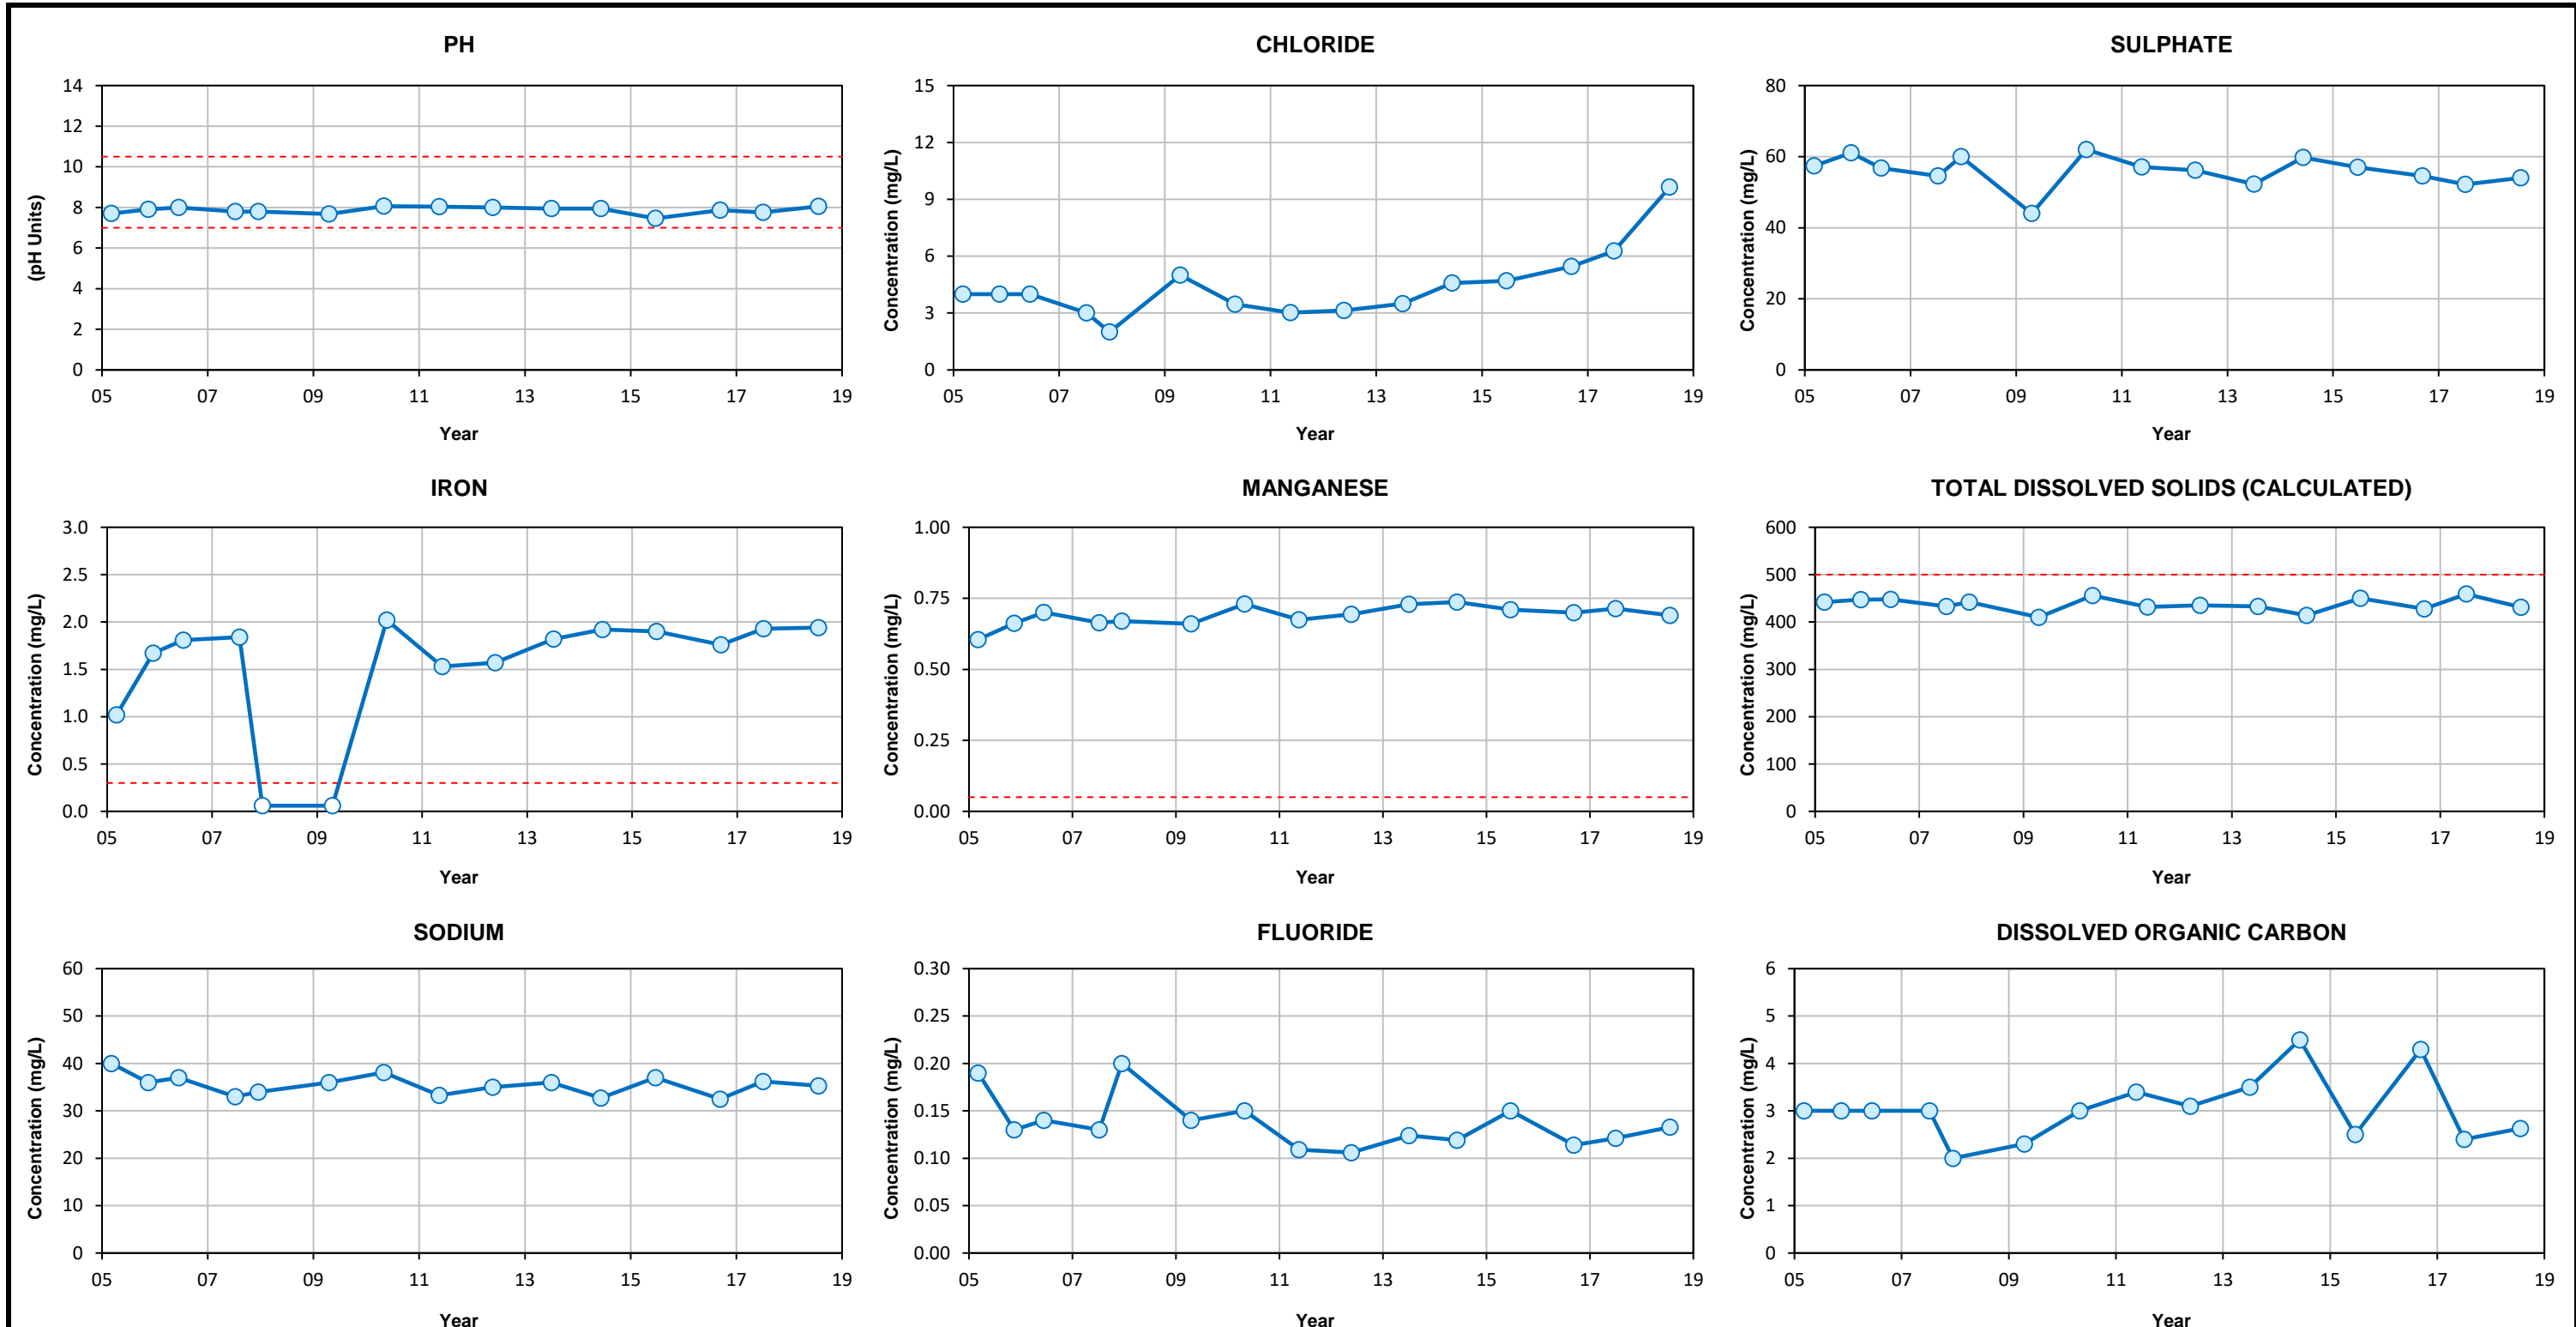 PH
14
12
10
8
6
4
2
0
(pH Units)
05 07 09 11 13 15 17 19
Year
CHLORIDE
15
12
9
6
3
0
Concentration (mg/L)
05 07 09 11 13 15 17 19
Year
SULPHATE
80
60
40
20
0
Concentration (mg/L)
05 07 09 11 13 15 17 19
Year
IRON
3.0
2.5
2.0
1.5
1.0
0.5
0.0
Concentration (mg/L)
05 07 09 11 13 15 17 19
Year
MANGANESE
1.00
0.75
0.50
0.25
0.00
Concentration (mg/L)
05 07 09 11 13 15 17 19
Year
TOTAL DISSOLVED SOLIDS (CALCULATED)
600
500
400
300
200
100
0
Concentration (mg/L)
05 07 09 11 13 15 17 19
Year
SODIUM
60
50
40
30
20
10
0
Concentration (mg/L)
05 07 09 11 13 15 17 19
Year
FLUORIDE
0.30
0.25
0.20
0.15
0.10
0.05
0.00
Concentration (mg/L)
05 07 09 11 13 15 17 19
Year
DISSOLVED ORGANIC CARBON
6
5
4
3
2
1
0
Concentration (mg/L)
05 07 09 11 13 15 17 19
Year